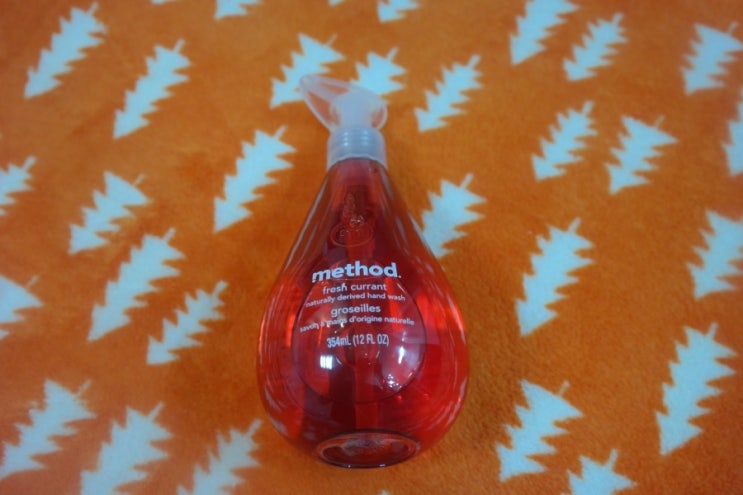 method.
fresh currant
naturally derived hand wash
groseilles
savon à mains d'origine naturelle
354mL (12 FL OZ)